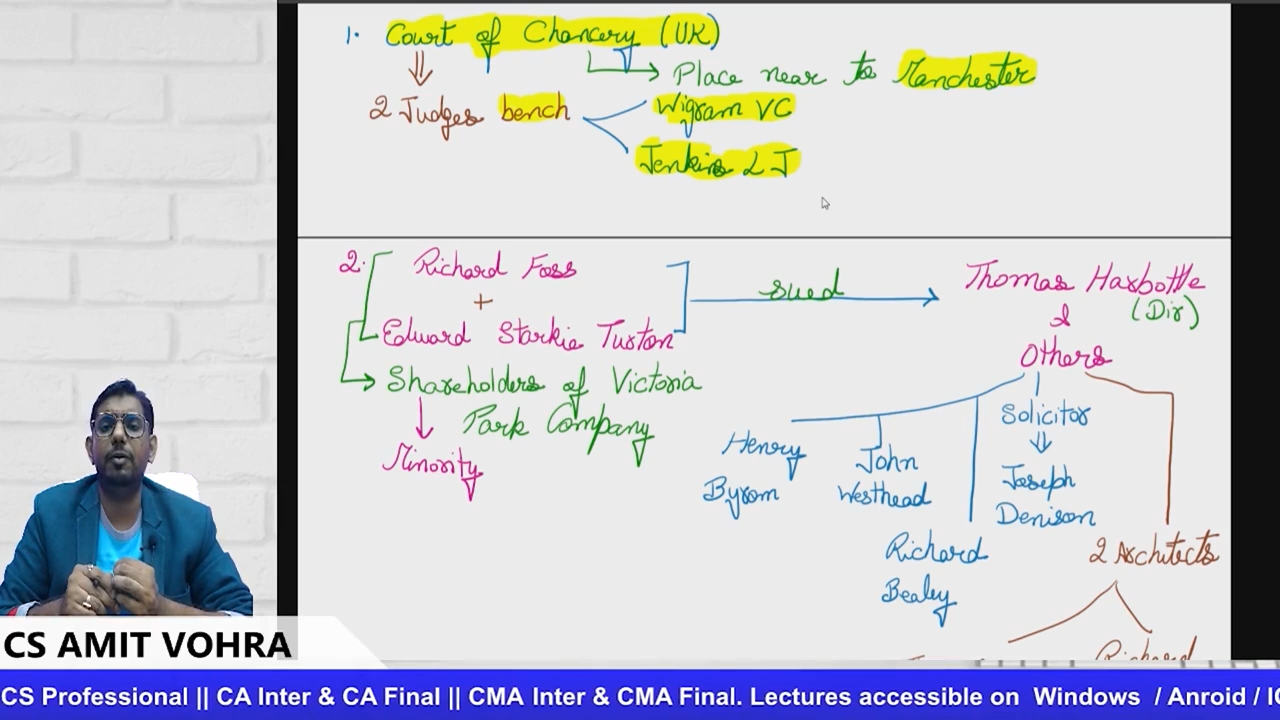 1. Court of Chancery (UK)
Place near to Manchester
2 Judges bench
Wigram VC
Jenkins L J
2. Richard Foss
+
Edward Starkie Turton
sued
Thomas Harbottle
(Dir)
&
Others
Shareholders of Victoria
Park Company
Minority
Henry
Byrom
John
Westhead
Richard
Bealey
Solicitor
Joseph
Denison
2 Architects
Richard
CS AMIT VOHRA
CS Professional || CA Inter & CA Final || CMA Inter & CMA Final. Lectures accessible on Windows / Anroid / I